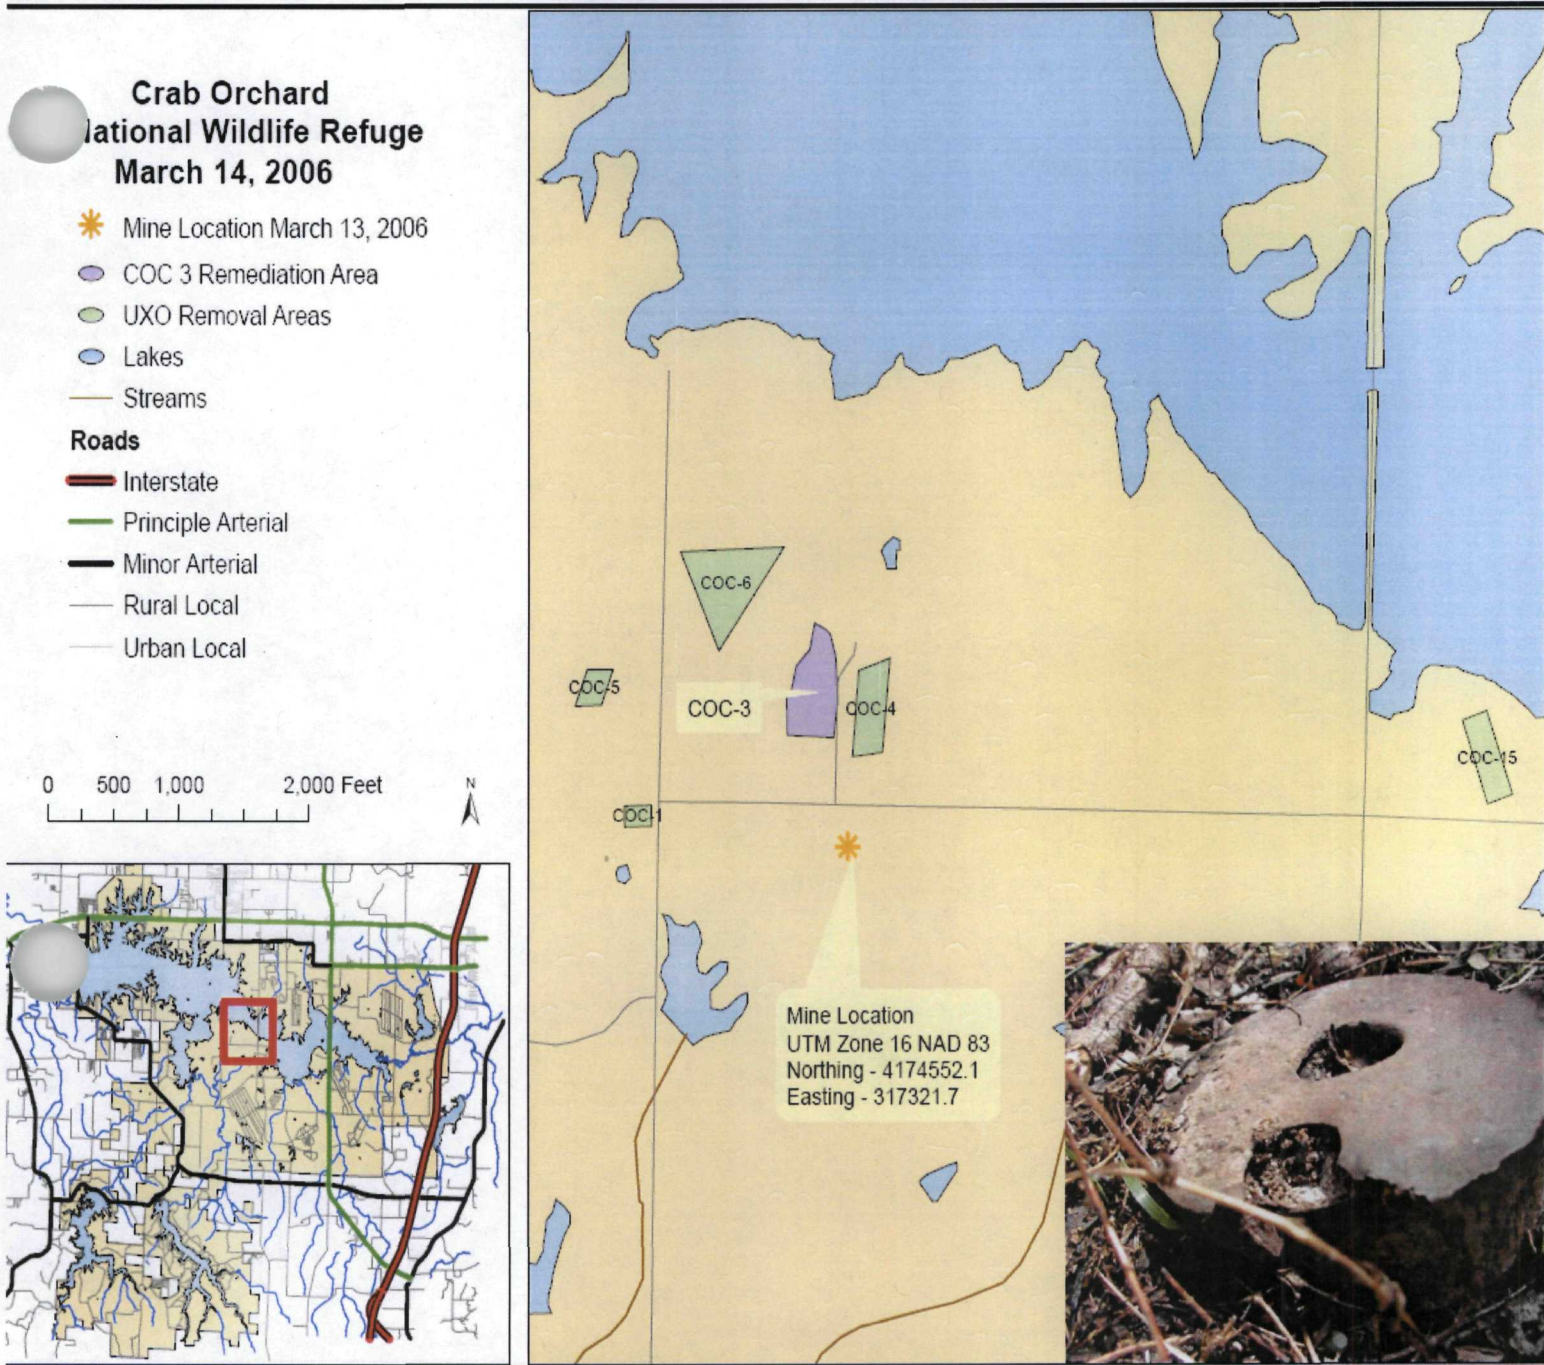 Crab Orchard
National Wildlife Refuge
March 14, 2006
Mine Location March 13, 2006
COC 3 Remediation Area
UXO Removal Areas
Lakes
Streams
Roads
Interstate
Principle Arterial
Minor Arterial
Rural Local
Urban Local
0 500 1,000 2,000 Feet
N
COC-6
COC-5
COC-3
COC-4
COC-15
COC-1
Mine Location
UTM Zone 16 NAD 83
Northing - 4174552.1
Easting - 317321.7